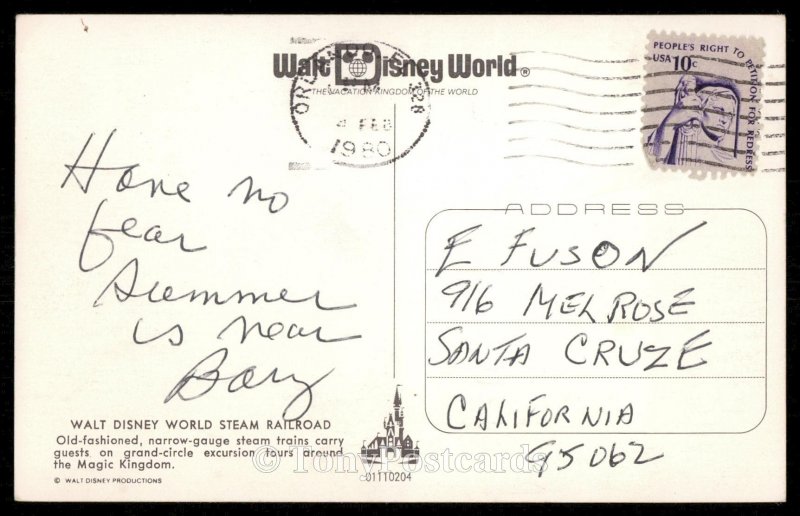 Walt Disney World®
THE VACATION KINGDOM OF THE WORLD
4 FEB
1980
PEOPLE'S RIGHT TO PETITION FOR REDRESS
USA 10c
Have no
fear
summer
is near
Bary
ADDRESS
E FUSON
916 MELROSE
SANTA CRUZE
CALIFORNIA
95062
WALT DISNEY WORLD STEAM RAILROAD
Old-fashioned, narrow-gauge steam trains carry
guests on grand-circle excursion tours around
the Magic Kingdom.
© WALT DISNEY PRODUCTIONS
01110204
© TonyPostcards